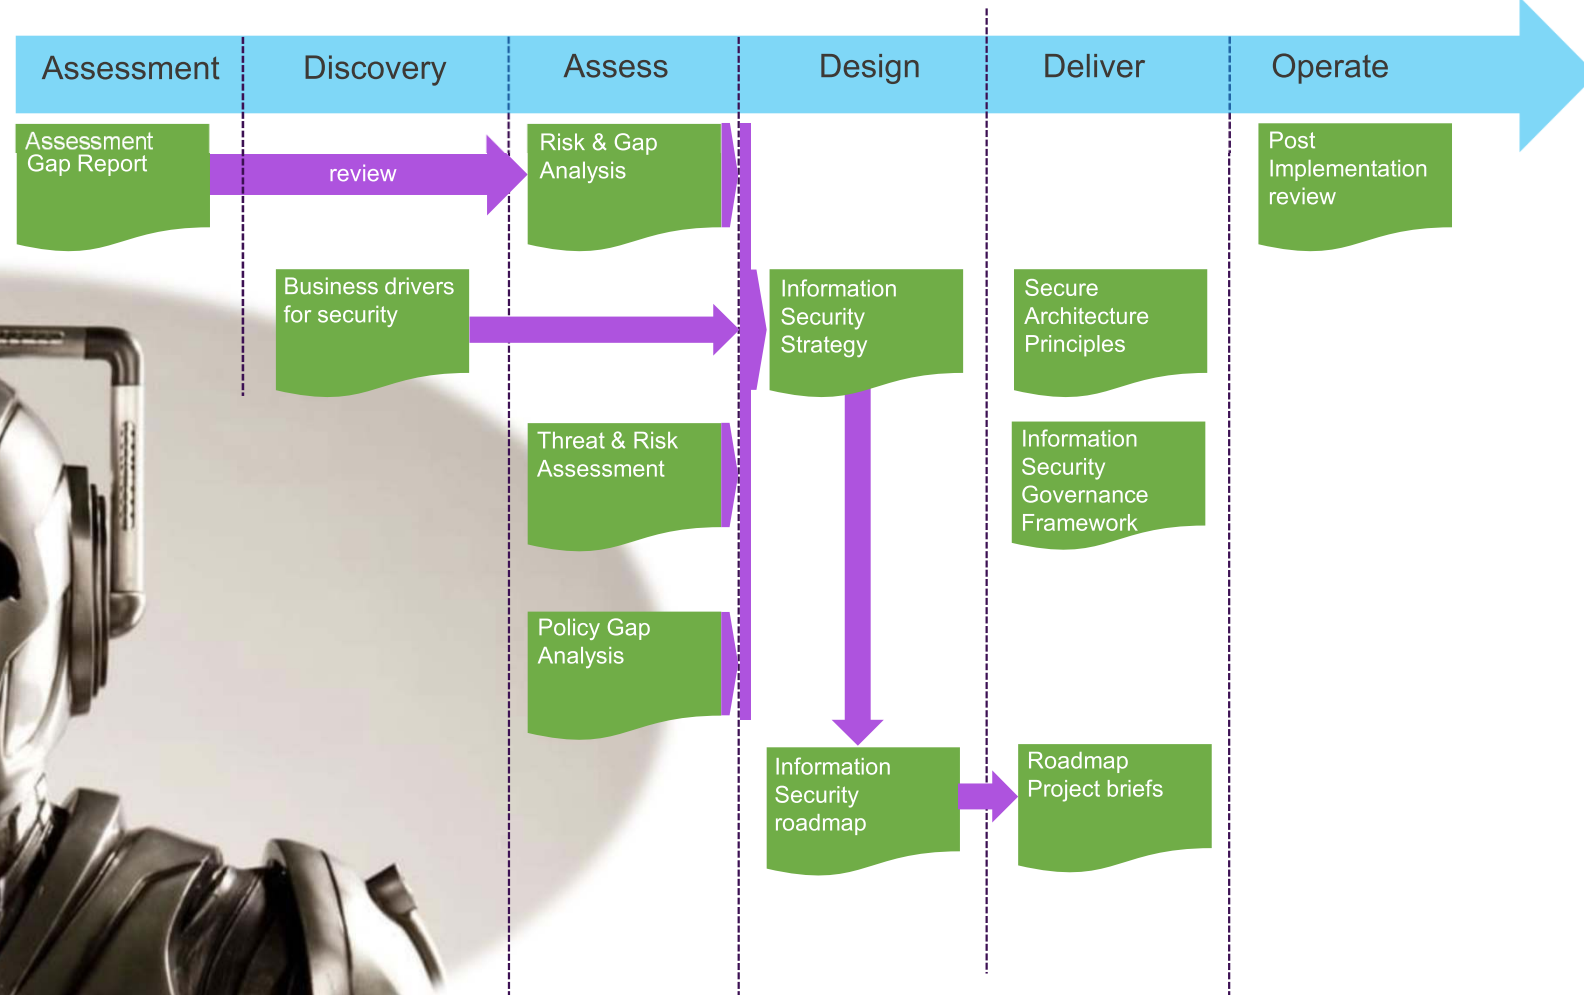 Assessment
Discovery
Assess
Design
Deliver
Operate
Assessment
Gap Report
review
Risk & Gap
Analysis
Post
Implementation
review
Business drivers
for security
Information
Security
Strategy
Secure
Architecture
Principles
Threat & Risk
Assessment
Information
Security
Governance
Framework
Policy Gap
Analysis
Information
Security
roadmap
Roadmap
Project briefs